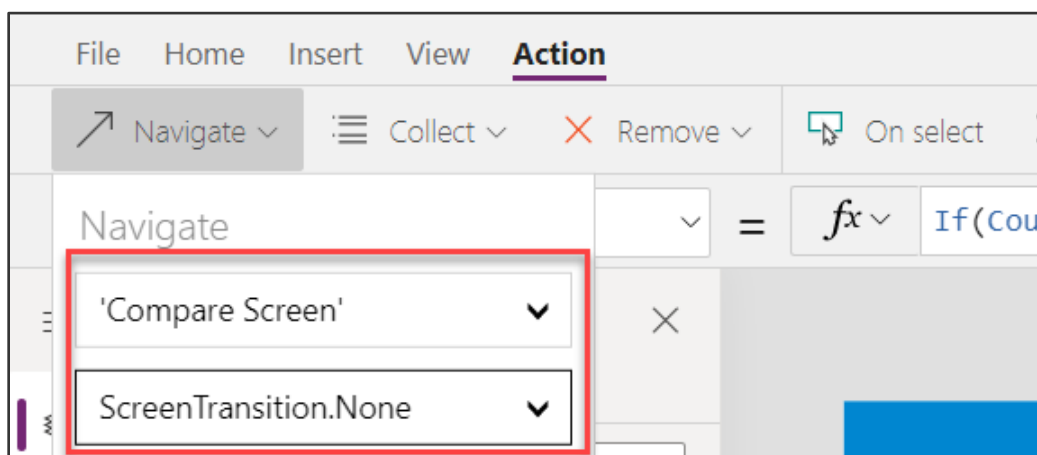 File Home Insert View Action
Navigate Collect Remove On select
Navigate
= fx If(Cou
'Compare Screen'
ScreenTransition.None